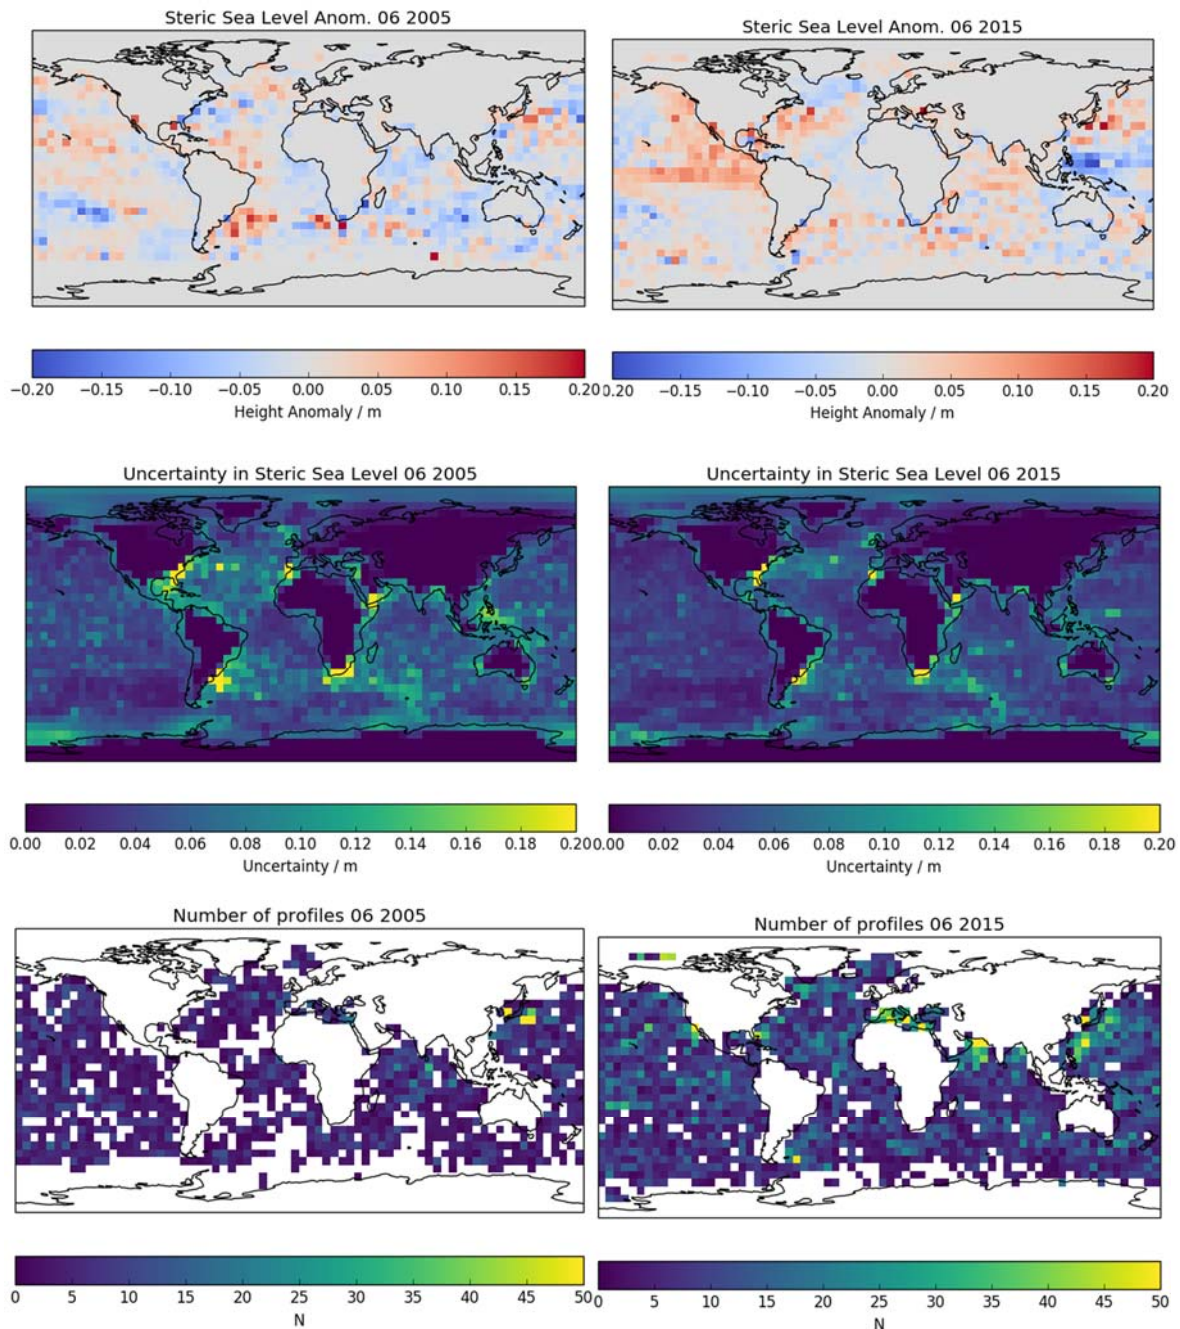 Steric Sea Level Anom. 06 2005
Steric Sea Level Anom. 06 2015
−0.20 −0.15 −0.10 −0.05 0.00 0.05 0.10 0.15 0.20
Height Anomaly / m
0.20 −0.15 −0.10 −0.05 0.00 0.05 0.10 0.15 0.20
Height Anomaly / m
Uncertainty in Steric Sea Level 06 2005
Uncertainty in Steric Sea Level 06 2015
0.00 0.02 0.04 0.06 0.08 0.10 0.12 0.14 0.16 0.18 0.20
Uncertainty / m
0.00 0.02 0.04 0.06 0.08 0.10 0.12 0.14 0.16 0.18 0.20
Uncertainty / m
Number of profiles 06 2005
Number of profiles 06 2015
0 5 10 15 20 25 30 35 40 45 50
N
0 5 10 15 20 25 30 35 40 45 50
N